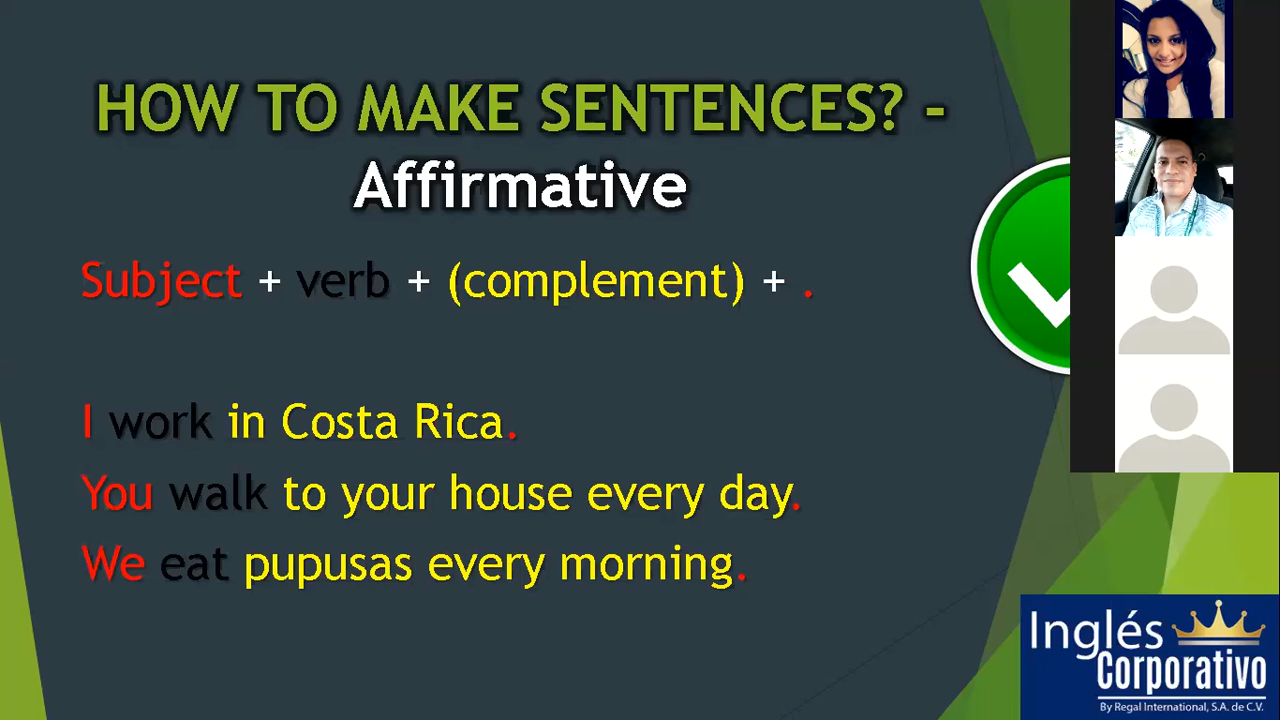 HOW TO MAKE SENTENCES? -
Affirmative
Subject + verb + (complement) + .
I work in Costa Rica.
You walk to your house every day.
We eat pupusas every morning.
Inglés
Corporativo
By Regal International, S.A. de C.V.